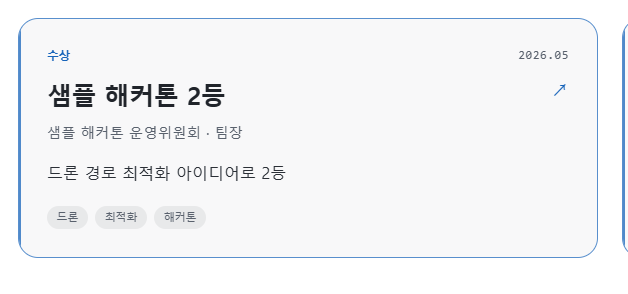 수상
2026.05
샘플 해커톤 2등
↗
샘플 해커톤 운영위원회 · 팀장
드론 경로 최적화 아이디어로 2등
드론 최적화 해커톤